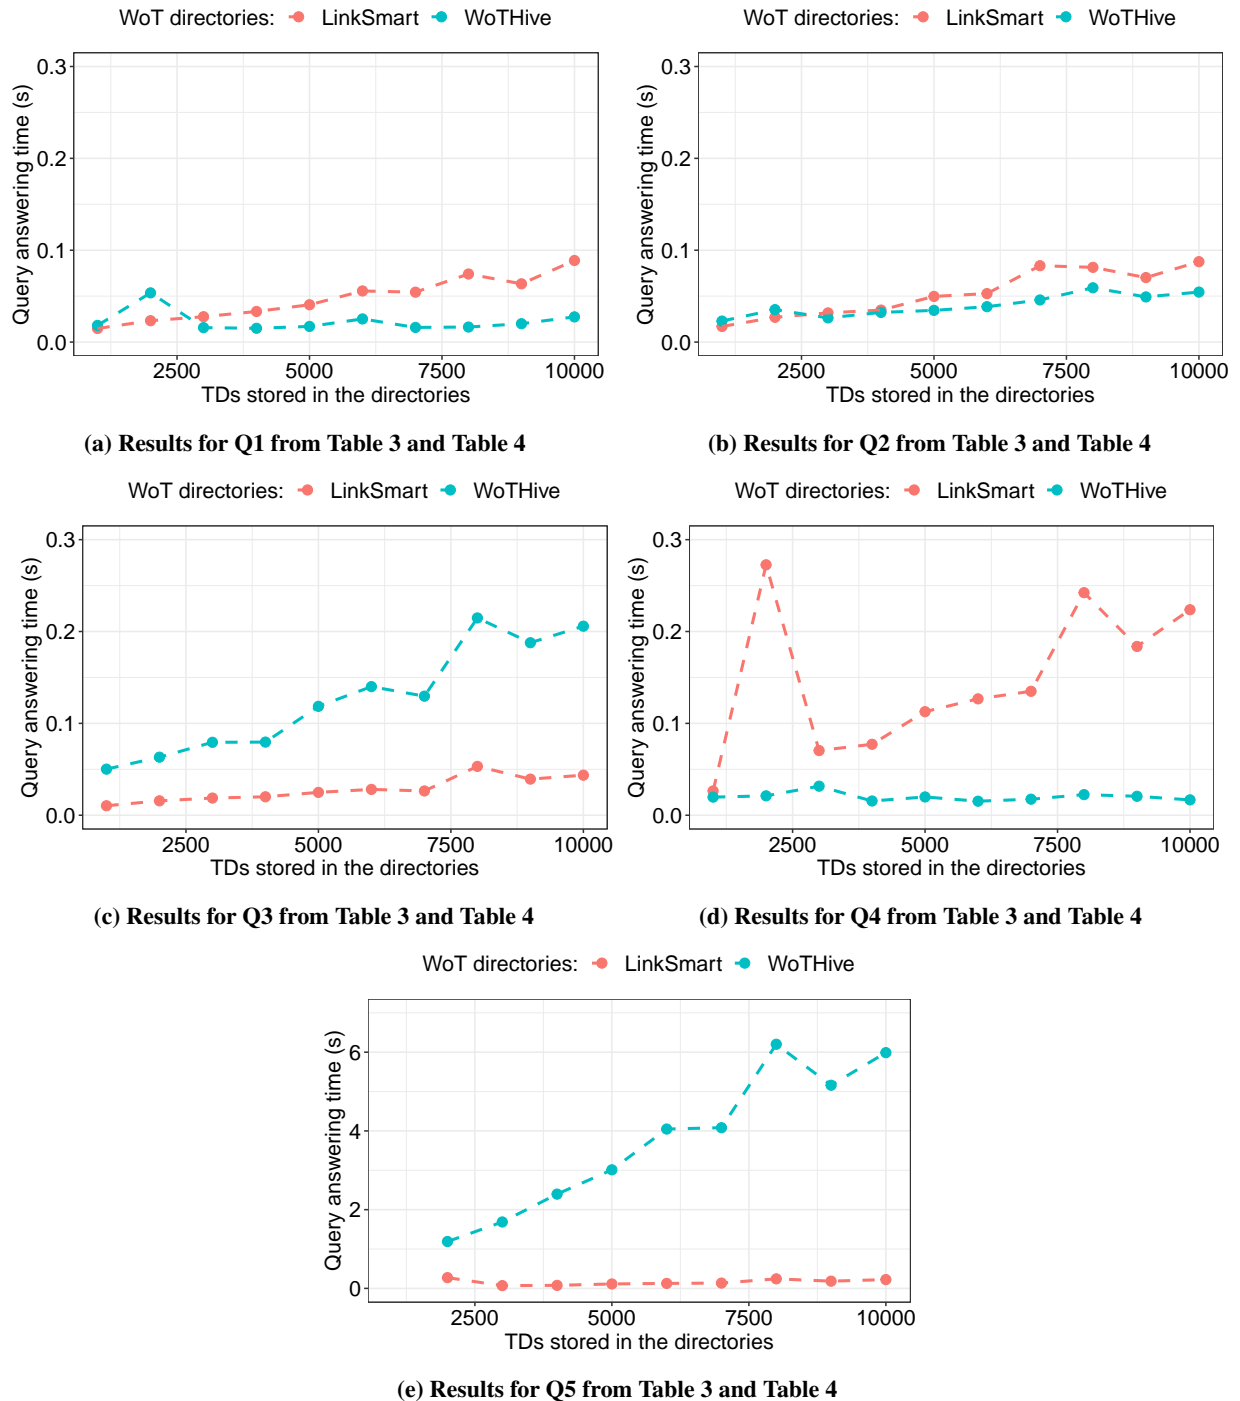 WoT directories: LinkSmart WoTHive
Query answering time (s)
0.3
0.2
0.1
0.0
2500 5000 7500 10000
TDs stored in the directories
(a) Results for Q1 from Table 3 and Table 4
WoT directories: LinkSmart WoTHive
Query answering time (s)
0.3
0.2
0.1
0.0
2500 5000 7500 10000
TDs stored in the directories
(b) Results for Q2 from Table 3 and Table 4
WoT directories: LinkSmart WoTHive
Query answering time (s)
0.3
0.2
0.1
0.0
2500 5000 7500 10000
TDs stored in the directories
(c) Results for Q3 from Table 3 and Table 4
WoT directories: LinkSmart WoTHive
Query answering time (s)
0.3
0.2
0.1
0.0
2500 5000 7500 10000
TDs stored in the directories
(d) Results for Q4 from Table 3 and Table 4
WoT directories: LinkSmart WoTHive
Query answering time (s)
6
4
2
0
2500 5000 7500 10000
TDs stored in the directories
(e) Results for Q5 from Table 3 and Table 4